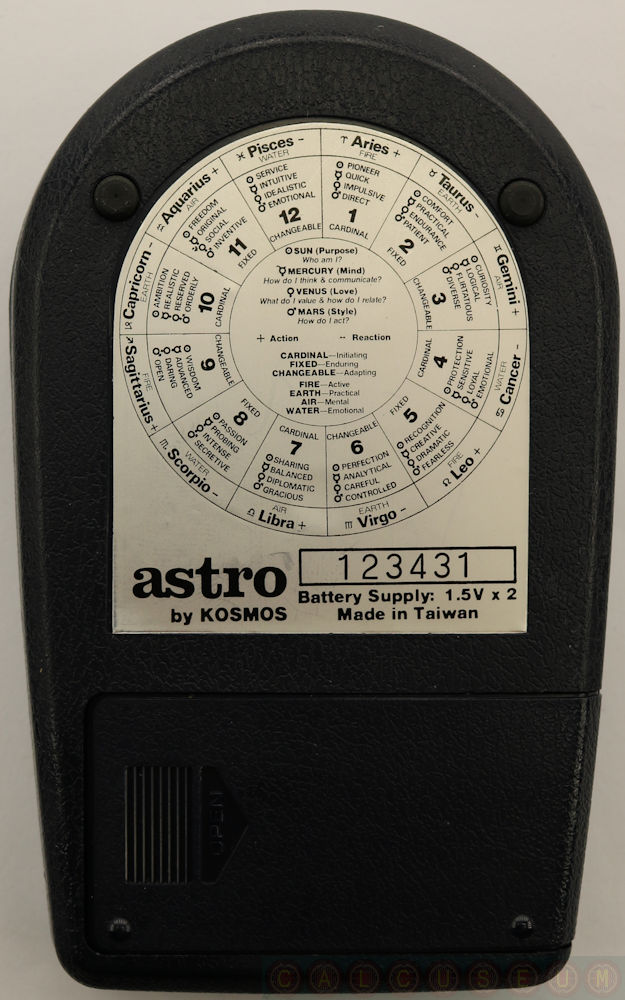 ♈ Aries +
FIRE
PIONEER
QUICK
IMPULSIVE
DIRECT
1
CARDINAL
♉ Taurus -
EARTH
COMFORT
PRACTICAL
ENDURANCE
PATIENT
2
FIXED
♊ Gemini +
AIR
CURIOSITY
LOGICAL
FLIRTATIOUS
DIVERSE
3
CHANGEABLE
♋ Cancer -
WATER
PROTECTION
SENSITIVE
LOYAL
EMOTIONAL
4
CARDINAL
♌ Leo +
FIRE
RECOGNITION
CREATIVE
DRAMATIC
FEARLESS
5
FIXED
♍ Virgo -
EARTH
PERFECTION
ANALYTICAL
CAREFUL
CONTROLLED
6
CHANGEABLE
♎ Libra +
AIR
SHARING
BALANCED
DIPLOMATIC
GRACIOUS
7
CARDINAL
♏ Scorpio -
WATER
PASSION
PROBING
INTENSE
SECRETIVE
8
FIXED
♐ Sagittarius +
FIRE
WISDOM
ADVANCED
DARING
OPEN
6
CHANGEABLE
♑ Capricorn -
EARTH
AMBITION
REALISTIC
RESERVED
ORDERLY
10
CARDINAL
♒ Aquarius +
AIR
FREEDOM
ORIGINAL
SOCIAL
INVENTIVE
11
FIXED
♓ Pisces -
WATER
SERVICE
INTUITIVE
IDEALISTIC
EMOTIONAL
12
CHANGEABLE
☉ SUN (Purpose)
Who am I?
☿ MERCURY (Mind)
How do I think & communicate?
♀ VENUS (Love)
What do I value & how do I relate?
♂ MARS (Style)
How do I act?
+ Action -- Reaction
CARDINAL—Initiating
FIXED—Enduring
CHANGEABLE—Adapting
FIRE—Active
EARTH—Practical
AIR—Mental
WATER—Emotional
astro
by KOSMOS
123431
Battery Supply: 1.5V x 2
Made in Taiwan
OPEN
CALCUSEUM